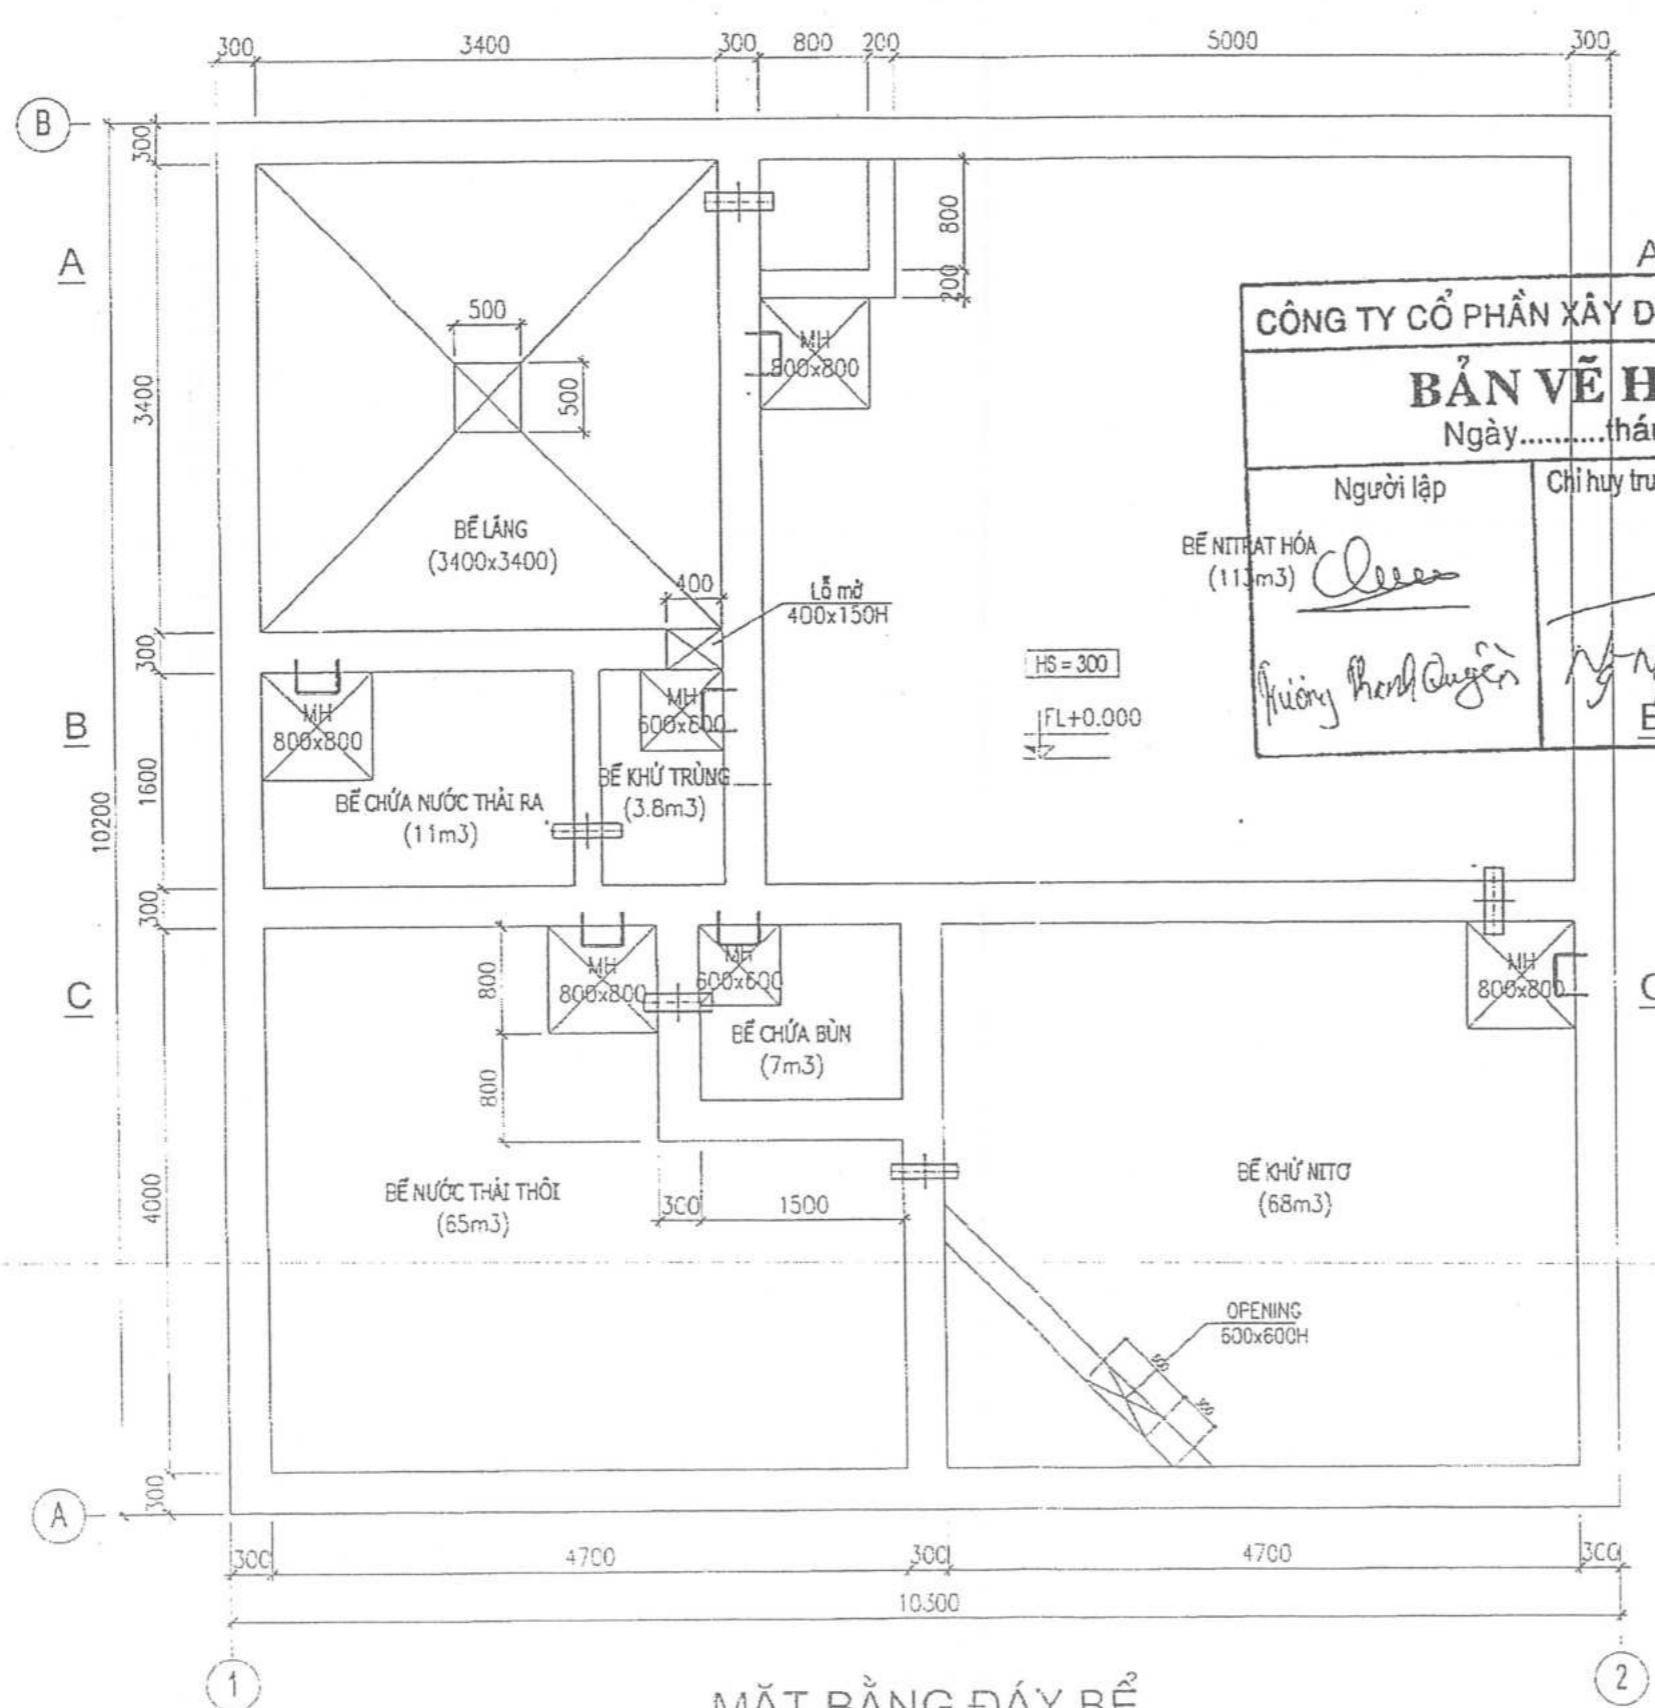 300 3400 300 800 200 5000 300
B
300
A
A
800
200
CÔNG TY CỔ PHẦN XÂY D
BẢN VẼ H
Ngày..........thá
Người lập
Chỉ huy trư
500
500
MH
800x800
3400
BỂ LẮNG
(3400x3400)
400
Lỗ mở
400x150H
BỂ NITRAT HÓA
(113m3)
HS = 300
FL+0.000
300
B
MH
800x800
MH
600x600
Trương Thanh Quyền
1600
10200
BỂ CHỨA NƯỚC THẢI RA
(11m3)
BỂ KHỬ TRÙNG
(3.8m3)
300
C
800
MH
800x800
MH
600x600
MH
800x800
BỂ CHỨA BÙN
(7m3)
800
4000
BỂ NƯỚC THẢI THÔI
(65m3)
300 1500
BỂ KHỬ NITƠ
(68m3)
OPENING
600x600H
300
A
300 4700 300 4700 300
10300
1
2
MẶT BẰNG ĐÁY BỂ